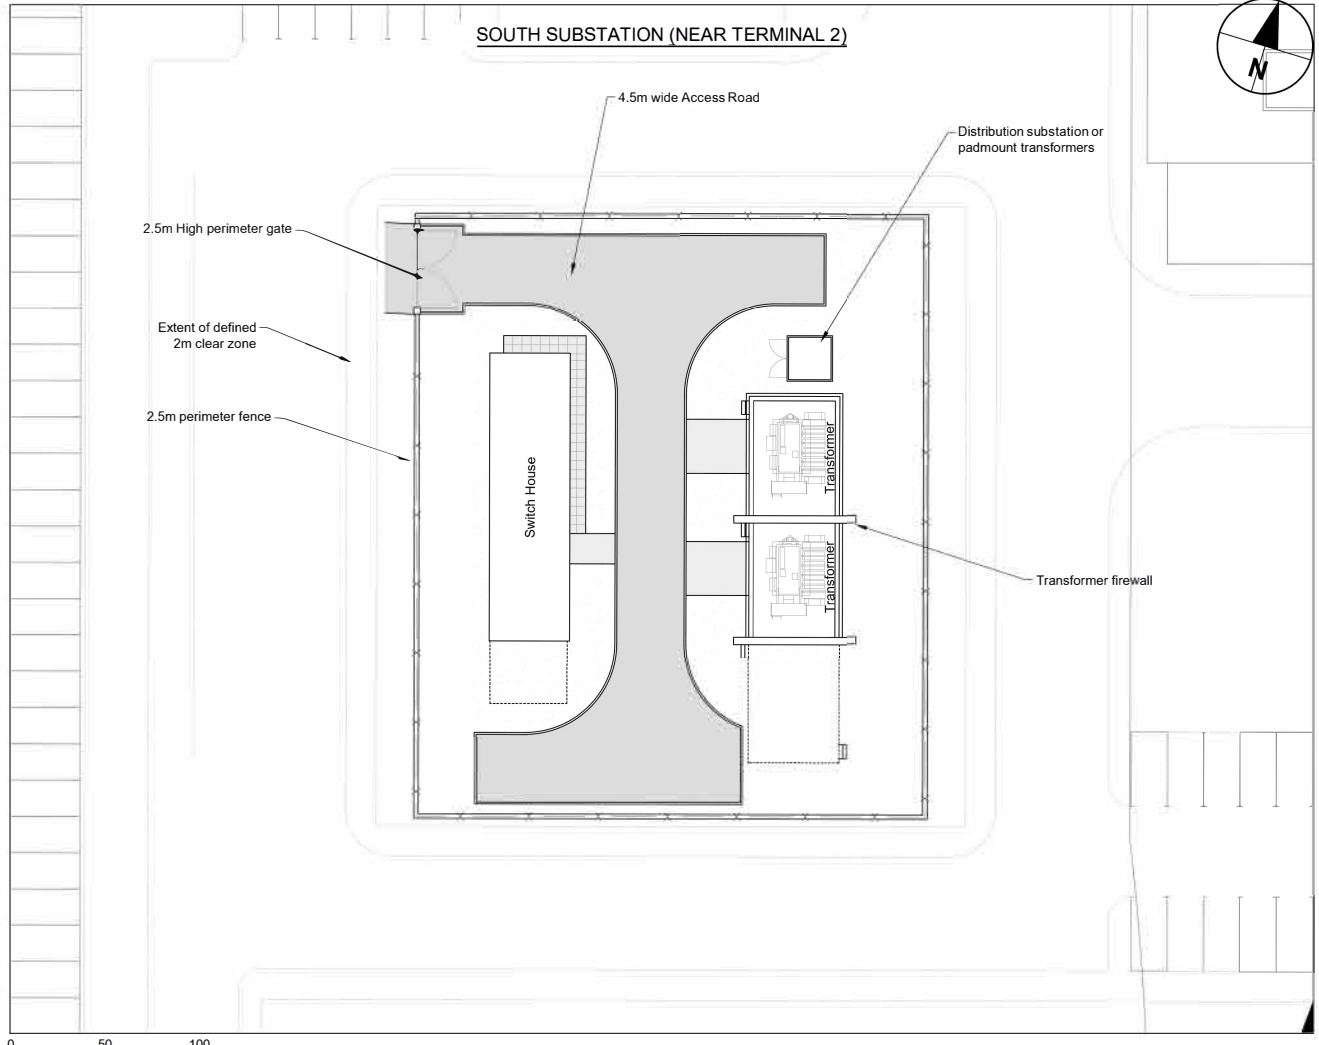 SOUTH SUBSTATION (NEAR TERMINAL 2)
N
4.5m wide Access Road
Distribution substation or
padmount transformers
2.5m High perimeter gate
Extent of defined
2m clear zone
2.5m perimeter fence
Transformer
Switch House
Transformer
Transformer firewall
0 50 100